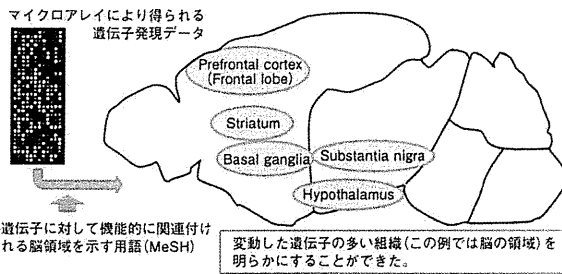 マイクロアレイにより得られる
遺伝子発現データ
Prefrontal cortex
(Frontal lobe)
Striatum
Basal ganglia
Substantia nigra
Hypothalamus
遺伝子に対して機能的に関連付け
れる脳領域を示す用語(MeSH)
変動した遺伝子の多い組織(この例では脳の領域)を
明らかにすることができた。